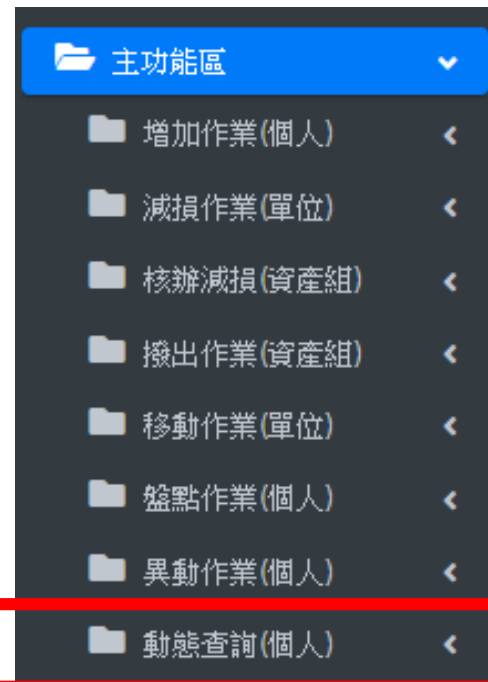 主功能區
增加作業(個人)
減損作業(單位)
核辦減損(資產組)
撥出作業(資產組)
移動作業(單位)
盤點作業(個人)
異動作業(個人)
動態查詢(個人)